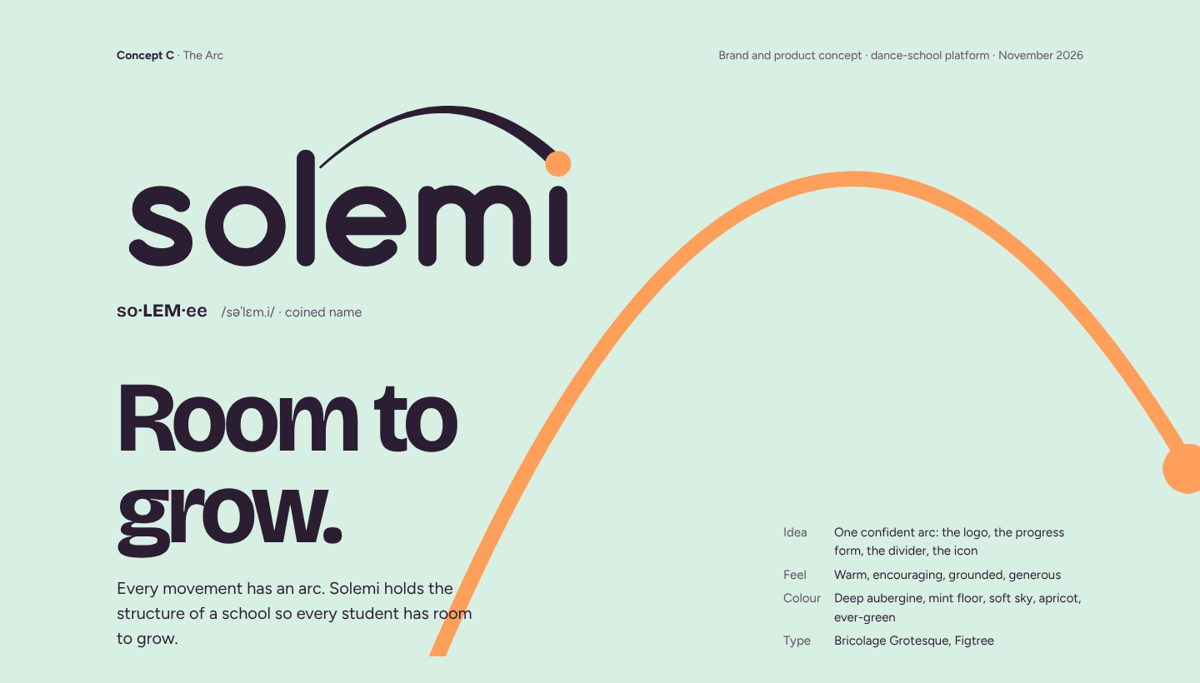 Concept C · The Arc
Brand and product concept · dance-school platform · November 2026
solemi
so·LEM·ee /səˈlɛm.i/ · coined name
Room to
grow.
Every movement has an arc. Solemi holds the
structure of a school so every student has room
to grow.
Idea One confident arc: the logo, the progress
form, the divider, the icon
Feel Warm, encouraging, grounded, generous
Colour Deep aubergine, mint floor, soft sky, apricot,
ever-green
Type Bricolage Grotesque, Figtree